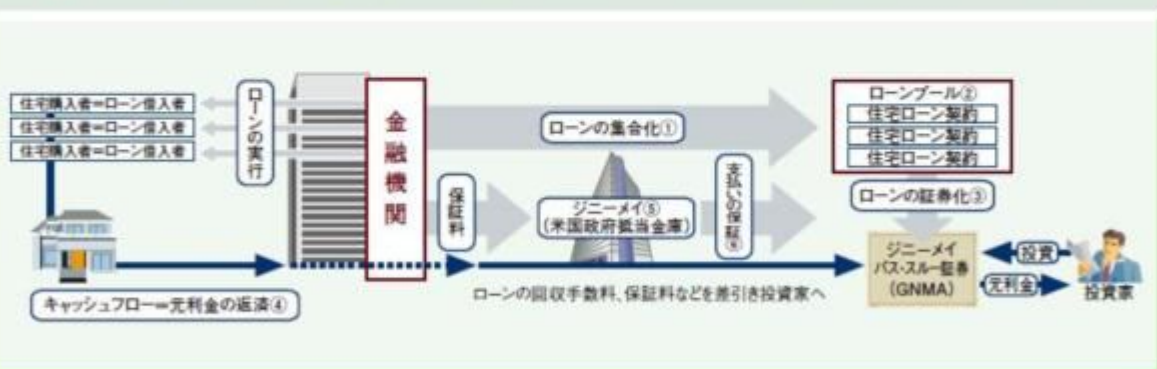 住宅購入者=ローン借入者
住宅購入者=ローン借入者
住宅購入者=ローン借入者
ローンの実行
金融機関
ローンの集合化①
ローンプール②
住宅ローン契約
住宅ローン契約
住宅ローン契約
保証料
ジニーメイ⑤
(米国政府抵当金庫)
支払いの保証⑥
ローンの証券化③
ジニーメイ
パス・スルー証券
(GNMA)
投資
元利金
投資家
キャッシュフロー=元利金の返済④
ローンの回収手数料、保証料などを差引き投資家へ